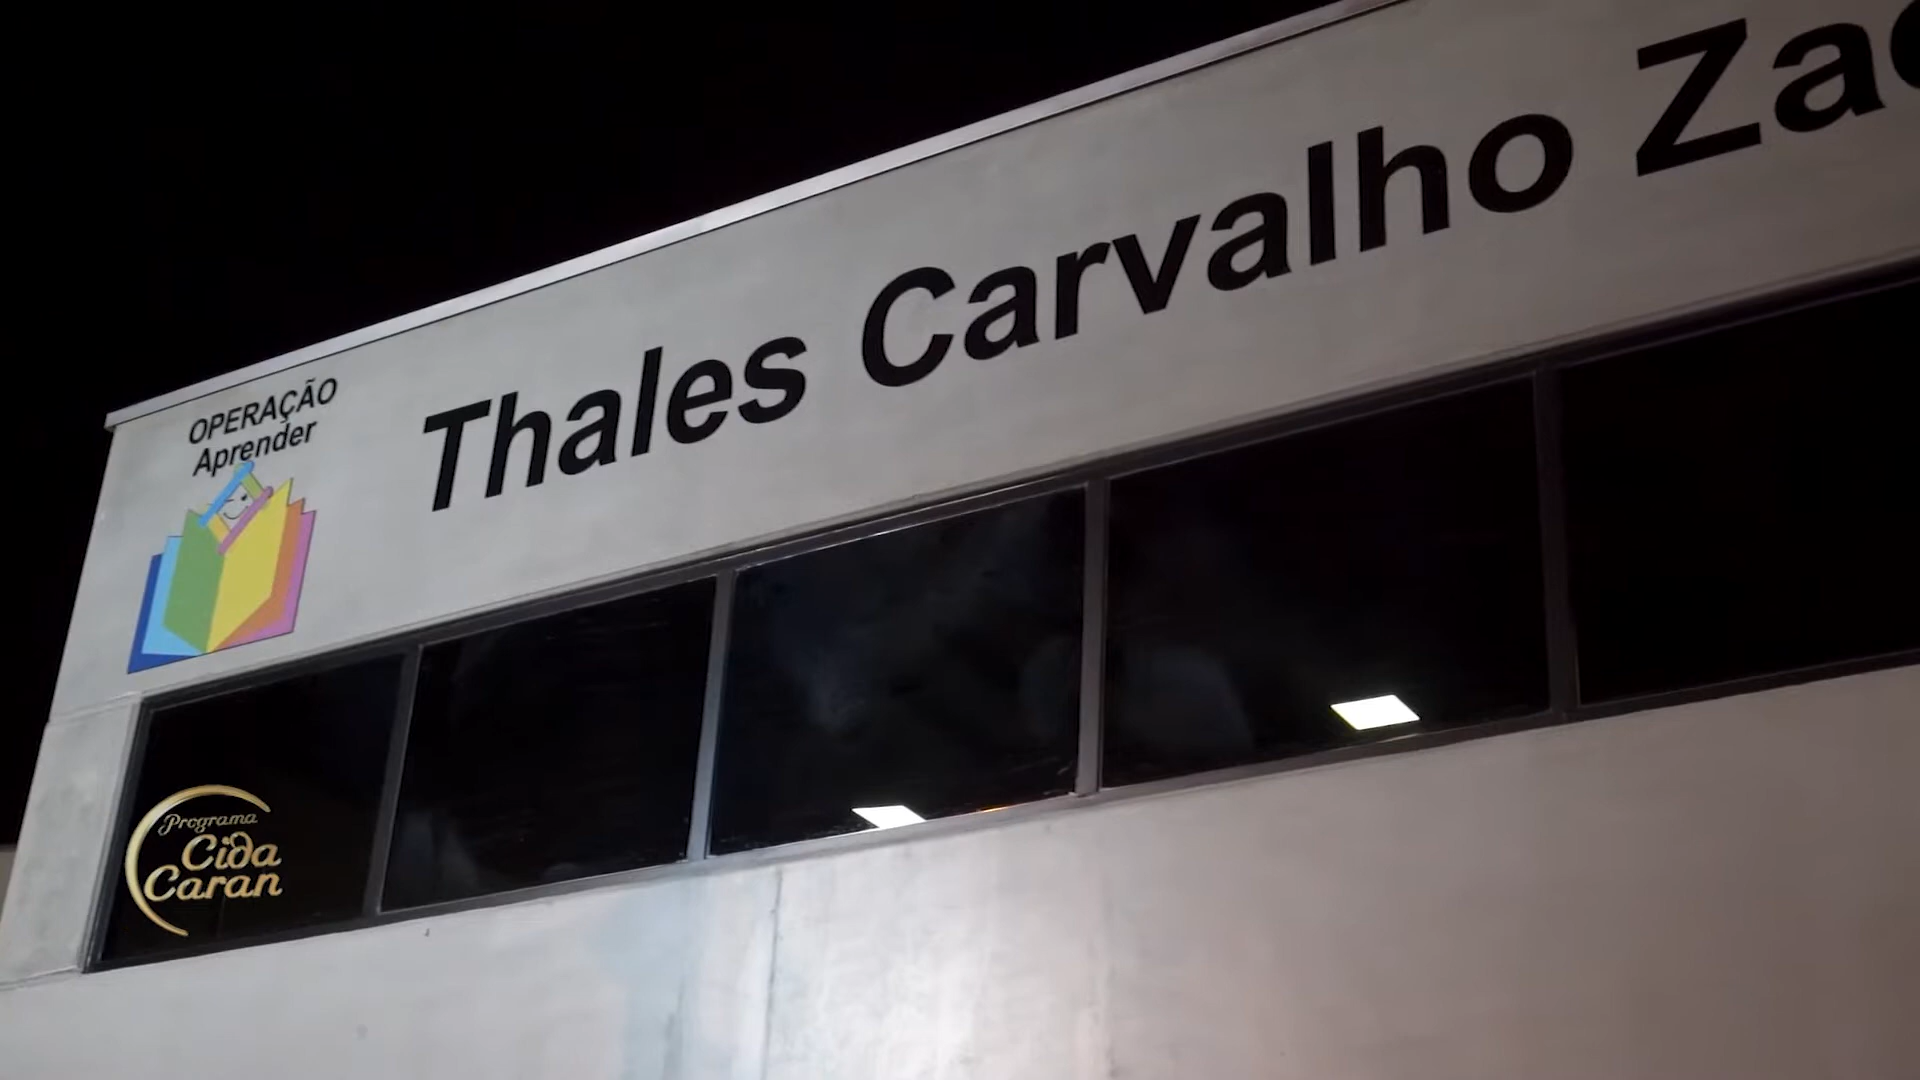 OPERAÇÃO
Aprender
Thales Carvalho
Programa
Cida
Caran